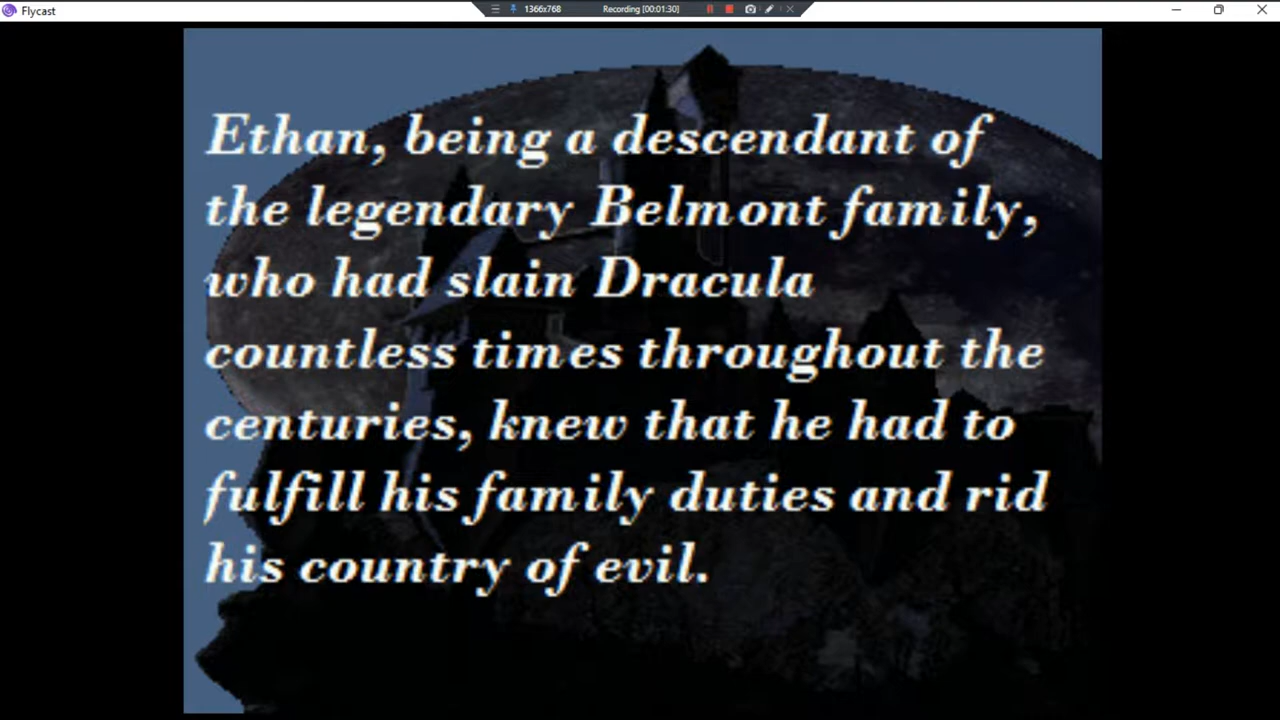 Flycast
1366x768
Recording [00:01:30]
Ethan, being a descendant of
the legendary Belmont family,
who had slain Dracula
countless times throughout the
centuries, knew that he had to
fulfill his family duties and rid
his country of evil.